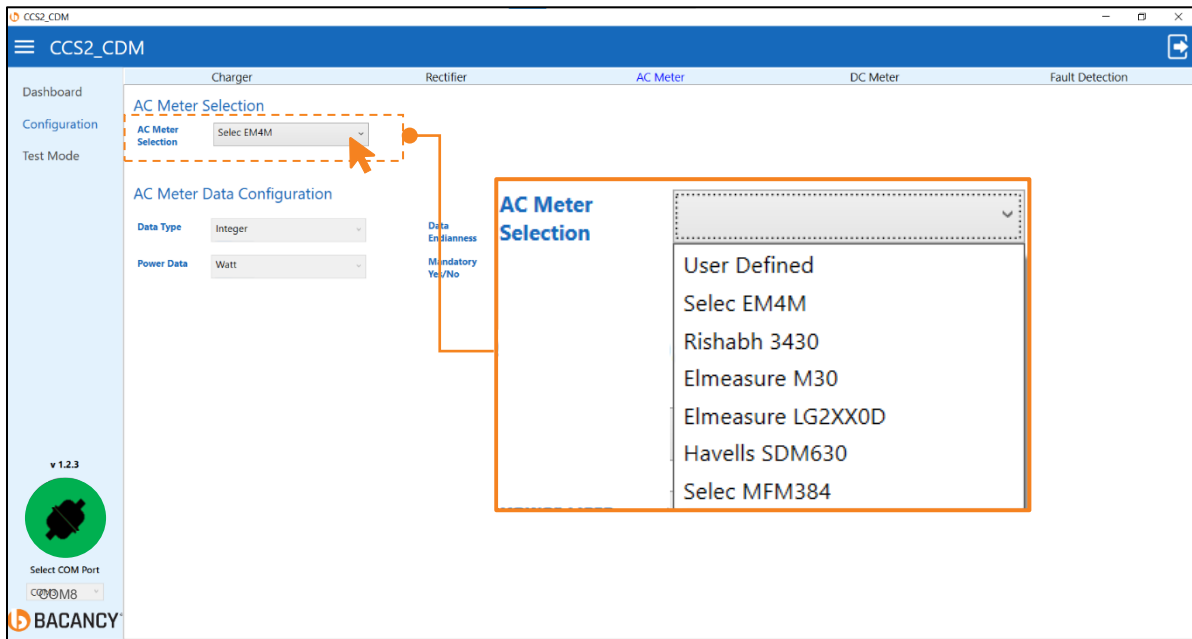 CCS2_CDM
CCS2_CDM
Charger Rectifier AC Meter DC Meter Fault Detection
Dashboard
Configuration
Test Mode
AC Meter Selection
AC Meter
Selection
Selec EM4M
AC Meter Data Configuration
Data Type
Integer
Data
Endianness
Power Data
Watt
Mandatory
Yes/No
AC Meter
Selection
User Defined
Selec EM4M
Rishabh 3430
Elmeasure M30
Elmeasure LG2XX0D
Havells SDM630
Selec MFM384
v 1.2.3
Select COM Port
COM8
BACANCY